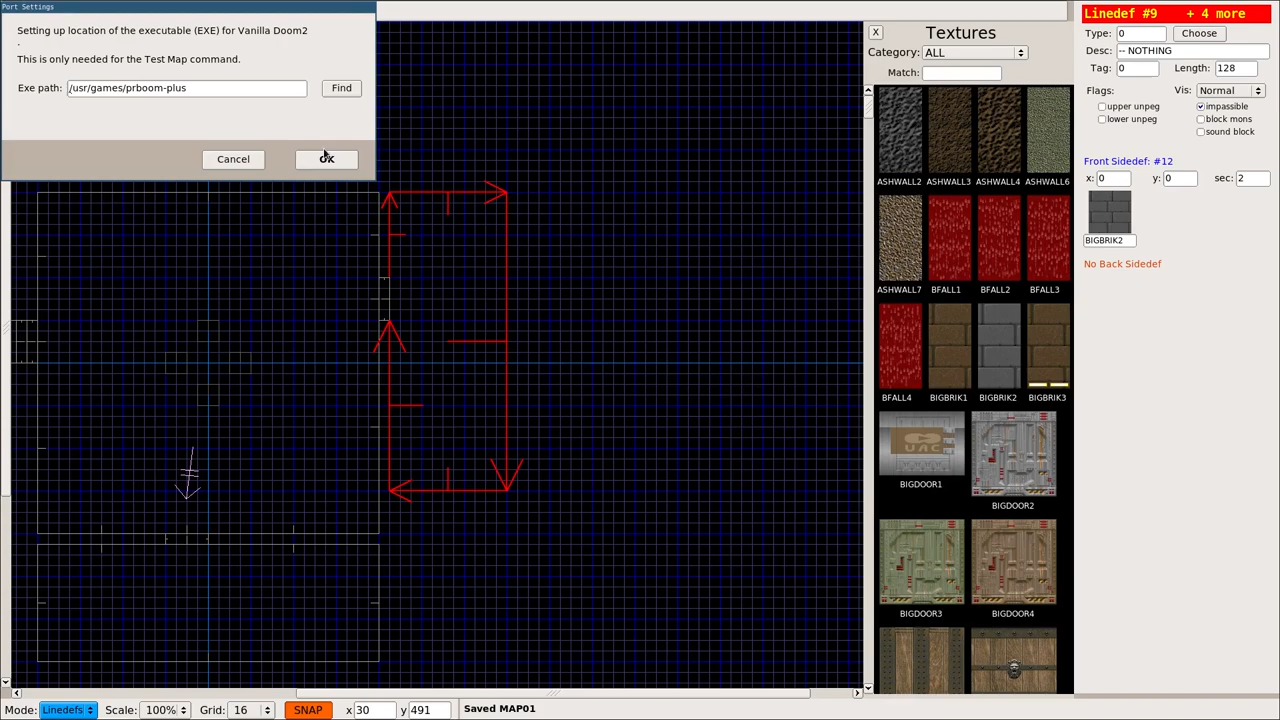 Port Settings
Setting up location of the executable (EXE) for Vanilla Doom2
.
This is only needed for the Test Map command.
Exe path: /usr/games/prboom-plus Find
Cancel OK
X Textures
Category: ALL
Match:
ASHWALL2 ASHWALL3 ASHWALL4 ASHWALL6
ASHWALL7 BFALL1 BFALL2 BFALL3
BFALL4 BIGBRIK1 BIGBRIK2 BIGBRIK3
UAC
BIGDOOR1 BIGDOOR2
BIGDOOR3 BIGDOOR4
Linedef #9 + 4 more
Type: 0 Choose
Desc: -- NOTHING
Tag: 0 Length: 128
Flags: Vis: Normal
upper unpeg impassible
lower unpeg block mons
sound block
Front Sidedef: #12
x: 0 y: 0 sec: 2
BIGBRIK2
No Back Sidedef
Mode: Linedefs Scale: 100% Grid: 16 SNAP x 30 y 491 Saved MAP01